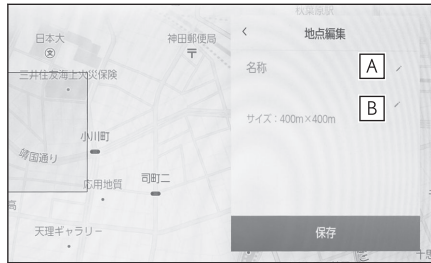 秋葉原駅
日本大
文
神田郵便局
〒
三井住友海上火災保険
小川町
靖国通り
応用地質
司町二
高
天理ギャラリー
地点編集
名称
A
サイズ：400m×400m
B
保存